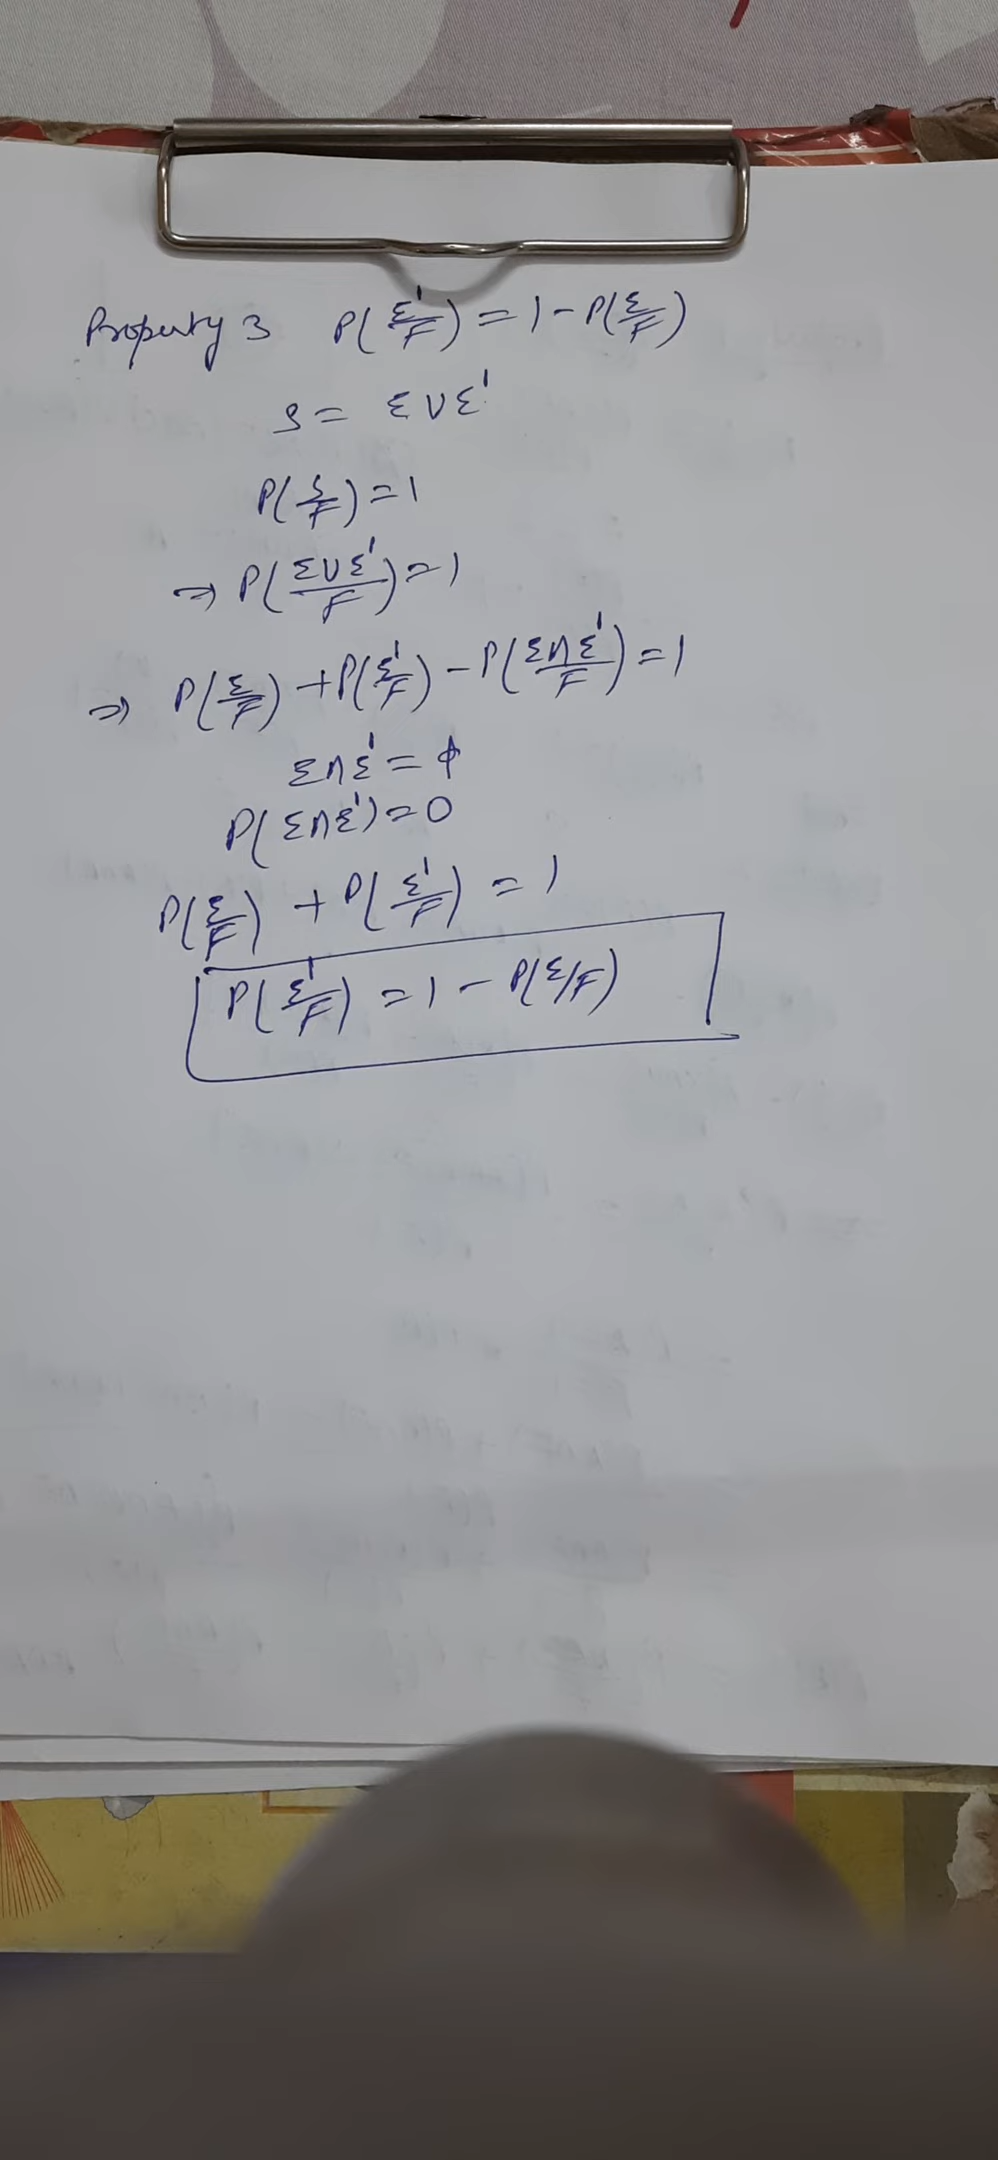 Property 3 P(E'/F) = 1 - P(E/F)
S = E ∪ E'
P(S/F) = 1
⇒ P(E∪E'/F) = 1
⇒ P(E/F) + P(E'/F) - P(E∩E'/F) = 1
E∩E' = ϕ
P(E∩E') = 0
P(E/F) + P(E'/F) = 1
P(E'/F) = 1 - P(E/F)